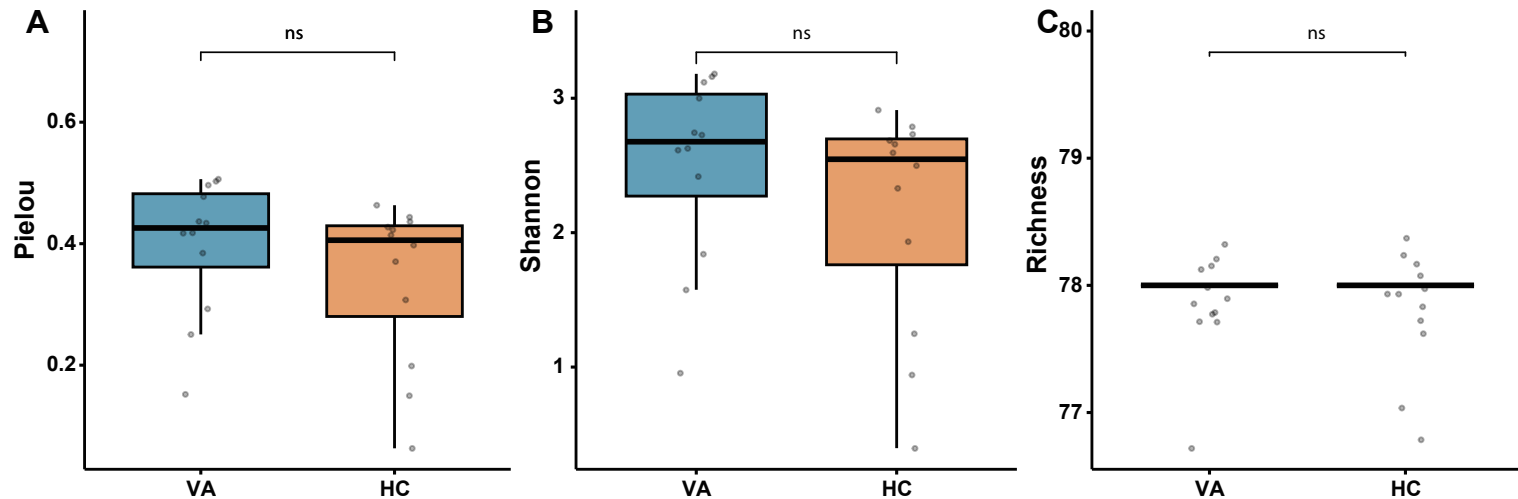 A
ns
Pielou
0.6
0.4
0.2
VA HC
B
ns
Shannon
3
2
1
VA HC
C
ns
Richness
80
79
78
77
VA HC